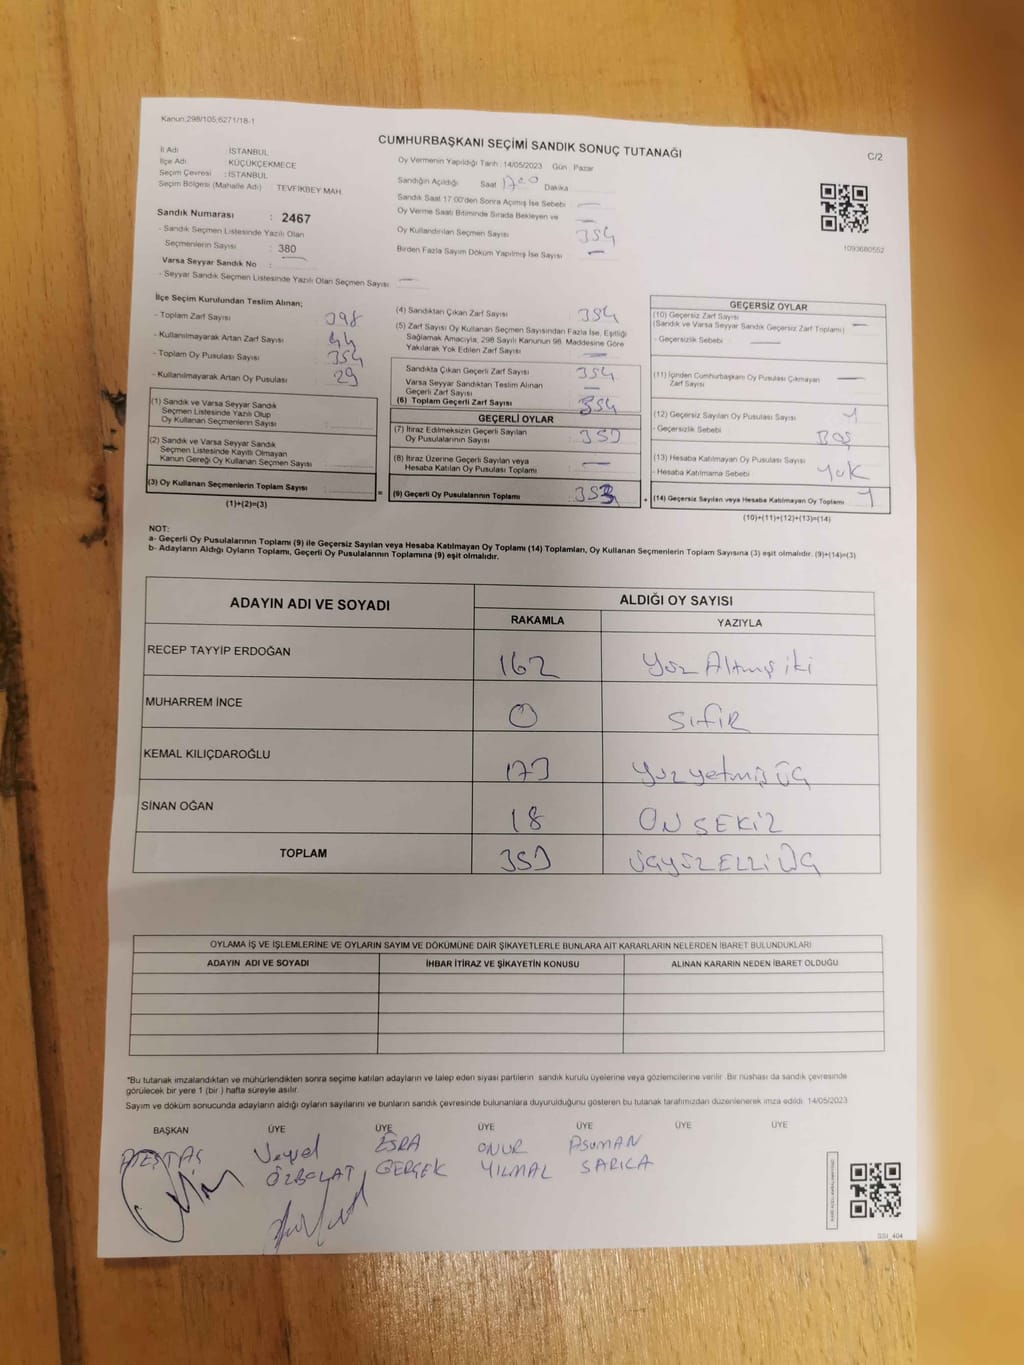 Kanun:298/105;6271/18-1
CUMHURBAŞKANI SEÇİMİ SANDIK SONUÇ TUTANAĞI
C/2
İl Adı : İSTANBUL
İlçe Adı : KÜÇÜKÇEKMECE
Seçim Çevresi : İSTANBUL
Seçim Bölgesi (Mahalle Adı) TEVFİKBEY MAH.
Sandık Numarası : 2467
- Sandık Seçmen Listesinde Yazılı Olan
Seçmenlerin Sayısı : 380
Varsa Seyyar Sandık No :
- Seyyar Sandık Seçmen Listesinde Yazılı Olan Seçmen Sayısı —
Oy Vermenin Yapıldığı Tarih :14/05/2023 Gün : Pazar
Sandığın Açıldığı Saat 17.00 Dakika
Sandık Saat 17.00'den Sonra Açılmış İse Sebebi —
Oy Verme Saati Bitiminde Sırada Bekleyen ve —
Oy Kullandırılan Seçmen Sayısı 354
Birden Fazla Sayım Döküm Yapılmış İse Sayısı —
1093680552
İlçe Seçim Kurulundan Teslim Alınan;
- Toplam Zarf Sayısı 398
- Kullanılmayarak Artan Zarf Sayısı 44
- Toplam Oy Pusulası Sayısı 354
- Kullanılmayarak Artan Oy Pusulası 29
(1) Sandık ve Varsa Seyyar Sandık
Seçmen Listesinde Yazılı Olup
Oy Kullanan Seçmen Sayısı
(2) Sandık ve Varsa Seyyar Sandık
Seçmen Listesinde Kayıtlı Olmayan
Kanun Gereği Oy Kullanan Seçmen Sayısı
(3) Oy Kullanan Seçmenlerin Toplam Sayısı
(1)+(2)=(3)
(4) Sandıktan Çıkan Zarf Sayısı 354
(5) Zarf Sayısı Oy Kullanan Seçmen Sayısından Fazla İse, Eşitliği
Sağlamak Amacıyla, 298 Sayılı Kanunun 98. Maddesine Göre
Yakılarak Yok Edilen Zarf Sayısı —
Sandıkta Çıkan Geçerli Zarf Sayısı 354
Varsa Seyyar Sandıktan Teslim Alınan
Geçerli Zarf Sayısı —
(6) Toplam Geçerli Zarf Sayısı 354
GEÇERLİ OYLAR
(7) İtiraz Edilmeksizin Geçerli Sayılan
Oy Pusulalarının Sayısı 353
(8) İtiraz Üzerine Geçerli Sayılan veya
Hesaba Katılan Oy Pusulası Toplamı —
(9) Geçerli Oy Pusulalarının Toplamı 353
GEÇERSİZ OYLAR
(10) Geçersiz Zarf Sayısı
(Sandık ve Varsa Seyyar Sandık Geçersiz Zarf Toplamı) —
- Geçersizlik Sebebi —
(11) İçinden Cumhurbaşkanı Oy Pusulası Çıkmayan
Zarf Sayısı —
(12) Geçersiz Sayılan Oy Pusulası Sayısı 1
- Geçersizlik Sebebi BOŞ
(13) Hesaba Katılmayan Oy Pusulası Sayısı
- Hesaba Katılmama Sebebi YOK
(14) Geçersiz Sayılan veya Hesaba Katılmayan Oy Toplamı 1
(10)+(11)+(12)+(13)=(14)
NOT:
a- Geçerli Oy Pusulalarının Toplamı (9) ile Geçersiz Sayılan veya Hesaba Katılmayan Oy Toplamı (14) Toplamları, Oy Kullanan Seçmenlerin Toplam Sayısına (3) eşit olmalıdır. (9)+(14)=(3)
b- Adayların Aldığı Oyların Toplamı, Geçerli Oy Pusulalarının Toplamına (9) eşit olmalıdır.
ADAYIN ADI VE SOYADI
ALDIĞI OY SAYISI
RAKAMLA YAZIYLA
RECEP TAYYİP ERDOĞAN 162 Yüz Altmış iki
MUHARREM İNCE 0 SıfıR
KEMAL KILIÇDAROĞLU 173 Yüz yetmiş üç
SİNAN OĞAN 18 ON SEKİZ
TOPLAM 353 üçyüzELLİ Üç
OYLAMA İŞ VE İŞLEMLERİNE VE OYLARIN SAYIM VE DÖKÜMÜNE DAİR ŞİKAYETLERLE BUNLARA AİT KARARLARIN NELERDEN İBARET BULUNDUKLARI
ADAYIN ADI VE SOYADI İHBAR İTİRAZ VE ŞİKAYETİN KONUSU ALINAN KARARIN NEDEN İBARET OLDUĞU
*Bu tutanak imzalandıktan ve mühürlendikten sonra seçime katılan adayların ve talep eden siyasi partilerin sandık kurulu üyelerine veya gözlemcilerine verilir. Bir nüshası da sandık çevresinde
görülecek bir yere 1 (bir ) hafta süreyle asılır.
Sayım ve döküm sonucunda adayların aldığı oyların sayılarını ve bunların sandık çevresinde bulunanlara duyurulduğunu gösteren bu tutanak tarafımızdan düzenlenerek imza edildi. 14/05/2023
BAŞKAN ÜYE ÜYE ÜYE ÜYE ÜYE ÜYE
Veysel ESRA ONUR ASUMAN
ÖZBOLAT GERÇEK YILMAZ SARICA
GSI_404